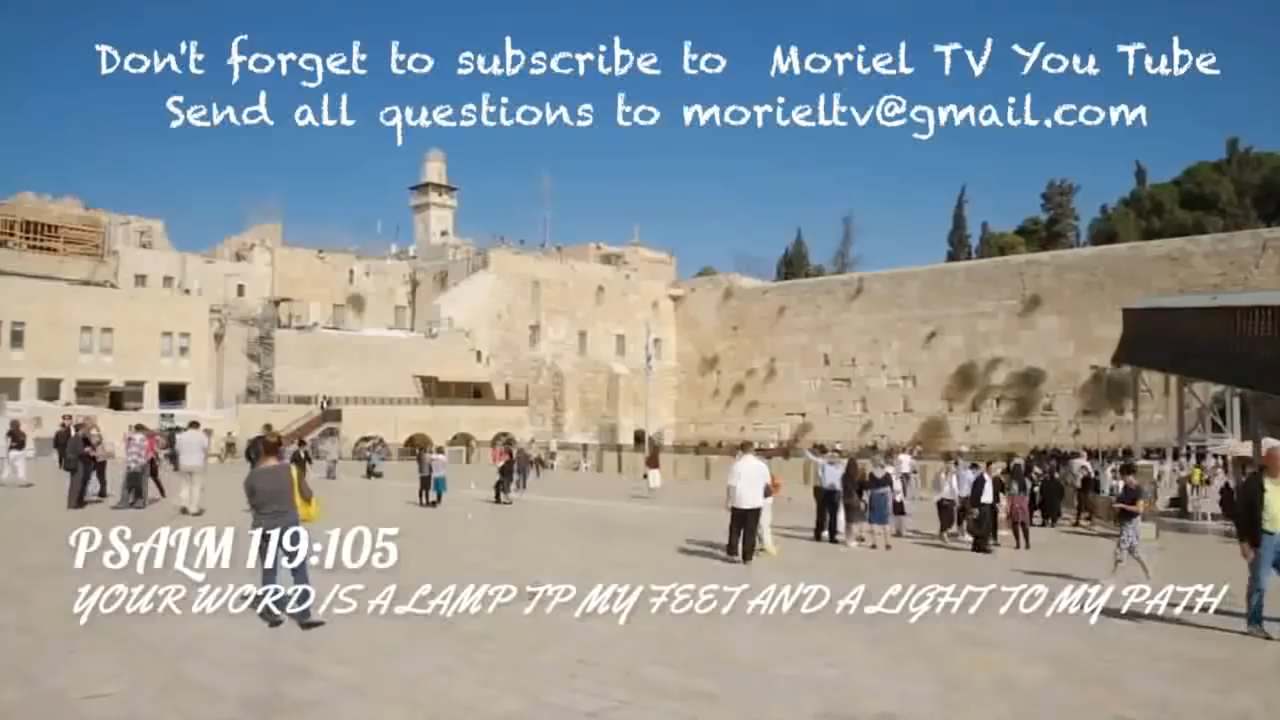 Don't forget to subscribe to Moriel TV You Tube
Send all questions to morieltv@gmail.com
PSALM 119:105
YOUR WORD IS A LAMP TP MY FEET AND A LIGHT TO MY PATH